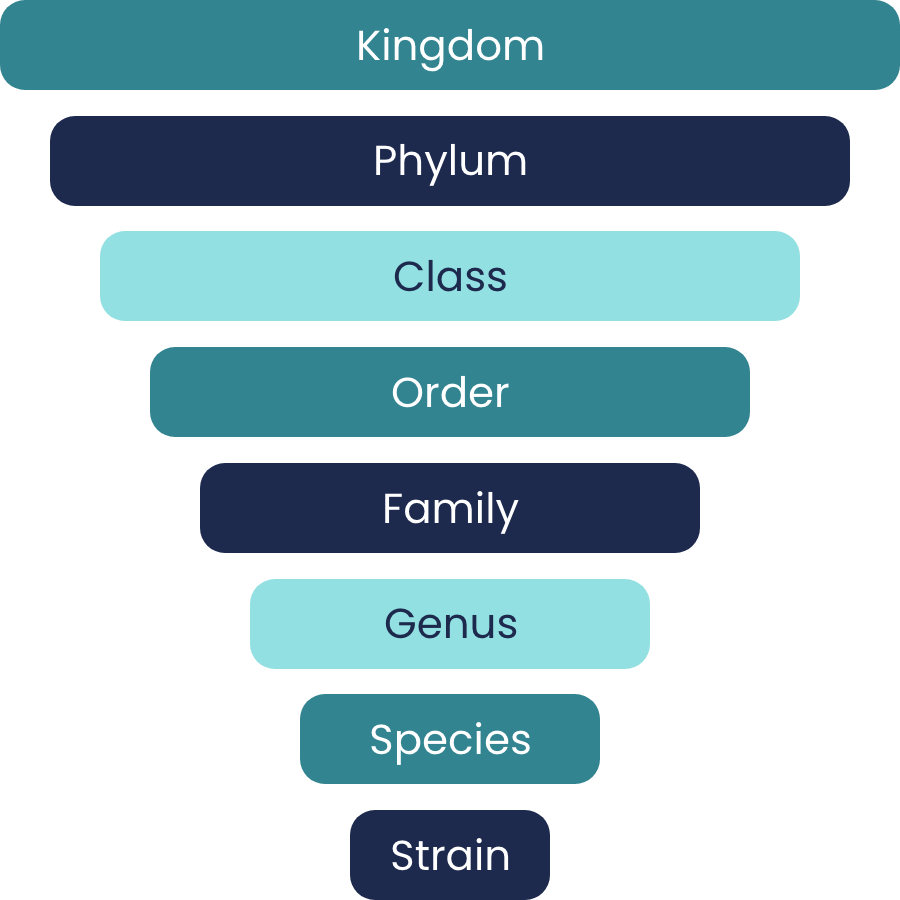 Kingdom
Phylum
Class
Order
Family
Genus
Species
Strain